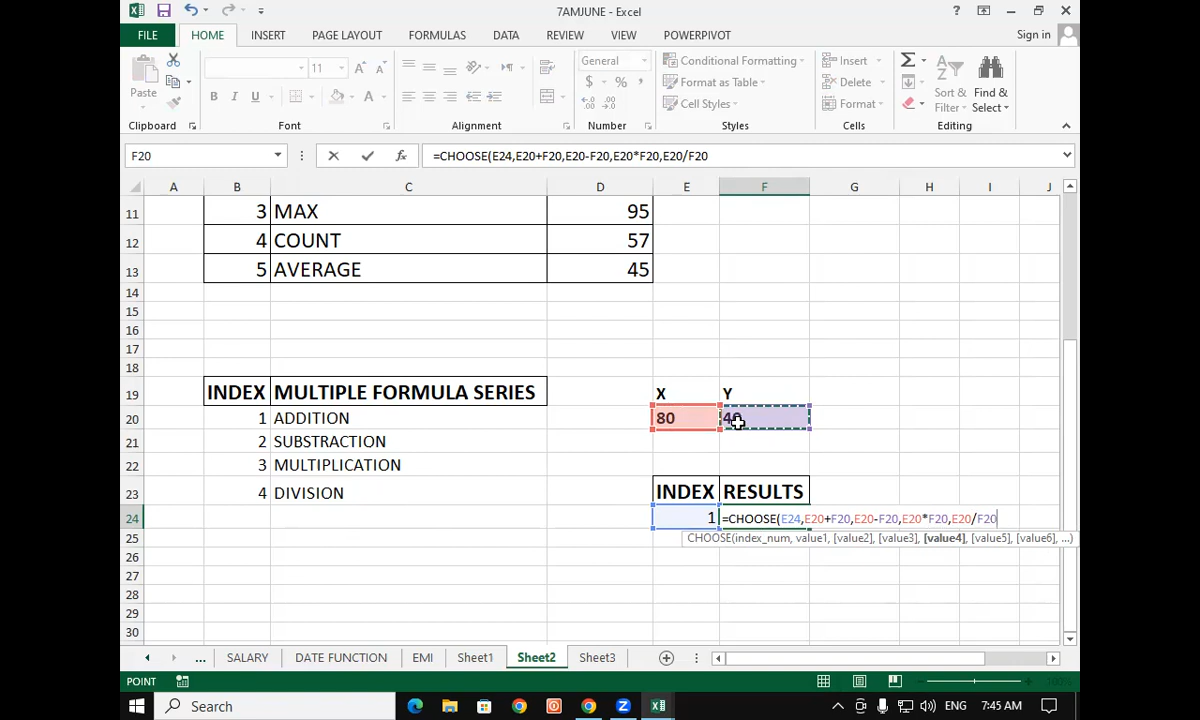 7AMJUNE - Excel
?
FILE HOME INSERT PAGE LAYOUT FORMULAS DATA REVIEW VIEW POWERPIVOT Sign in
11 A A General Conditional Formatting Insert Σ
Paste Format as Table Delete Sort & Find &
B I U A $ % , Cell Styles Format Filter Select
Clipboard Font Alignment Number Styles Cells Editing
F20 fx =CHOOSE(E24,E20+F20,E20-F20,E20*F20,E20/F20
A B C D E F G H I J
11 3 MAX 95
12 4 COUNT 57
13 5 AVERAGE 45
14
15
16
17
18
19 INDEX MULTIPLE FORMULA SERIES X Y
20 1 ADDITION 80 40
21 2 SUBSTRACTION
22 3 MULTIPLICATION
23 4 DIVISION INDEX RESULTS
24 1 =CHOOSE(E24,E20+F20,E20-F20,E20*F20,E20/F20
25 CHOOSE(index_num, value1, [value2], [value3], [value4], [value5], [value6], ...)
26
27
28
29
30
... SALARY DATE FUNCTION EMI Sheet1 Sheet2 Sheet3
POINT 100%
Search ENG 7:45 AM